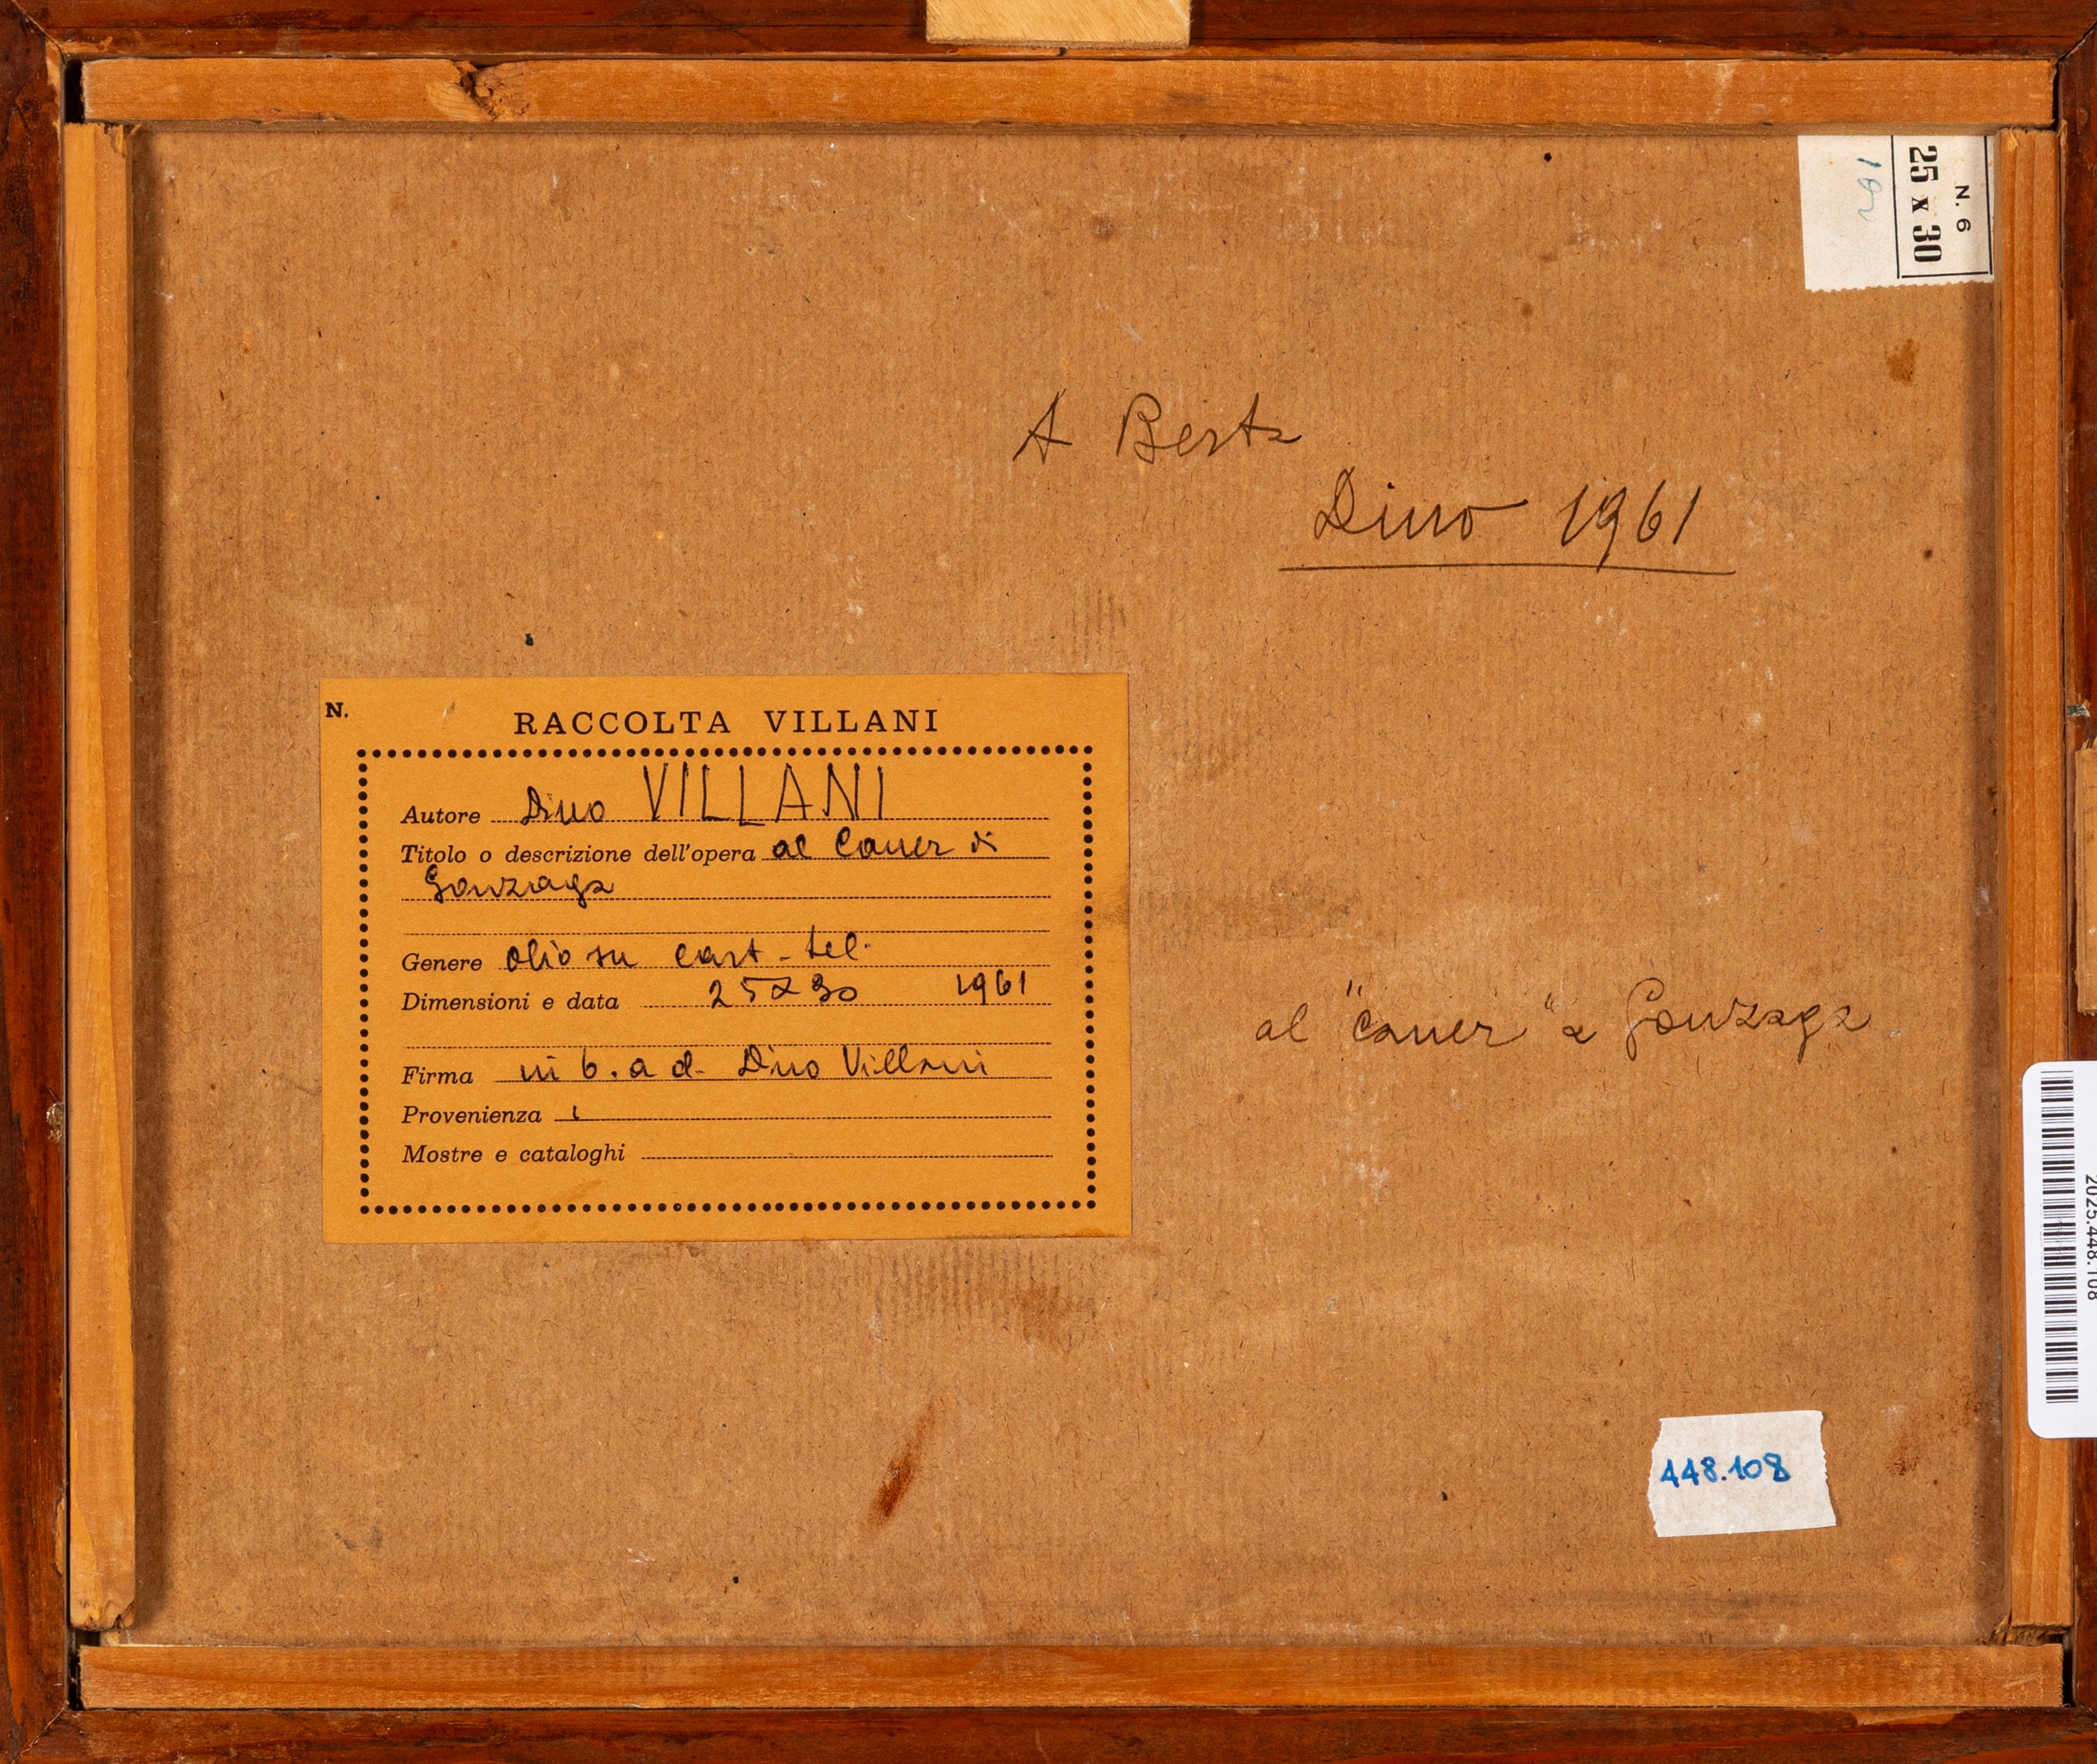 N. 6
25 x 30
A Berta
Dino 1961
N.
RACCOLTA VILLANI
Autore Dino VILLANI
Titolo o descrizione dell'opera al Caner di
Gonzaga
Genere olio su cart-tel.
Dimensioni e data 25x30 1961
Firma in b. a d. Dino Villani
Provenienza
Mostre e cataloghi
al "Caner" a Gonzaga
2025.448.108
448.108